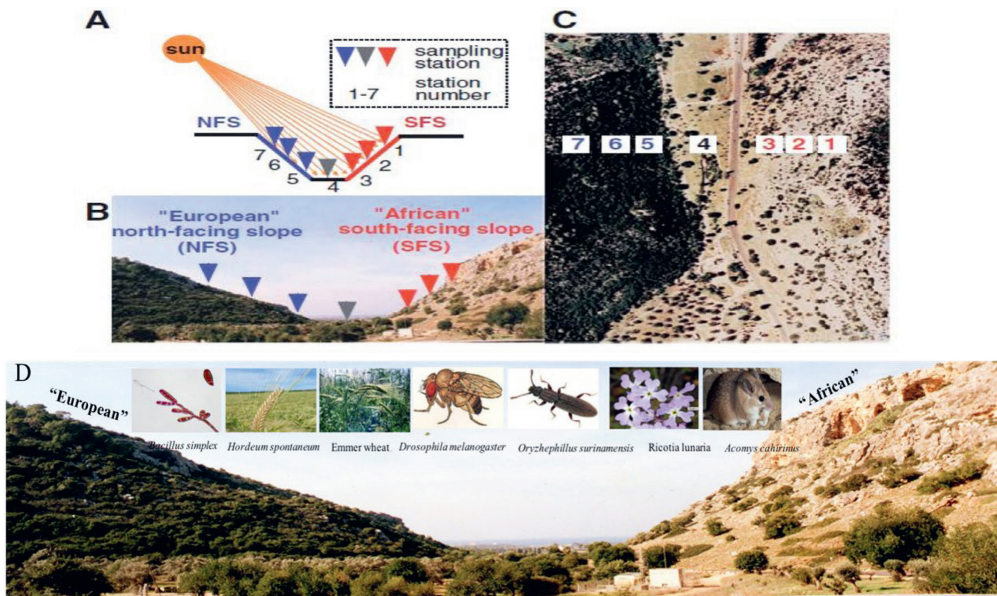 A
sun
sampling
station
1-7
station
number
NFS
SFS
7
6
5
4
3
2
1
B
"European"
north-facing slope
(NFS)
"African"
south-facing slope
(SFS)
C
7 6 5 4 3 2 1
D
"European"
"African"
Bacillus simplex
Hordeum spontaneum
Emmer wheat
Drosophila melanogaster
Oryzhephillus surinamensis
Ricotia lunaria
Acomys cahirinus